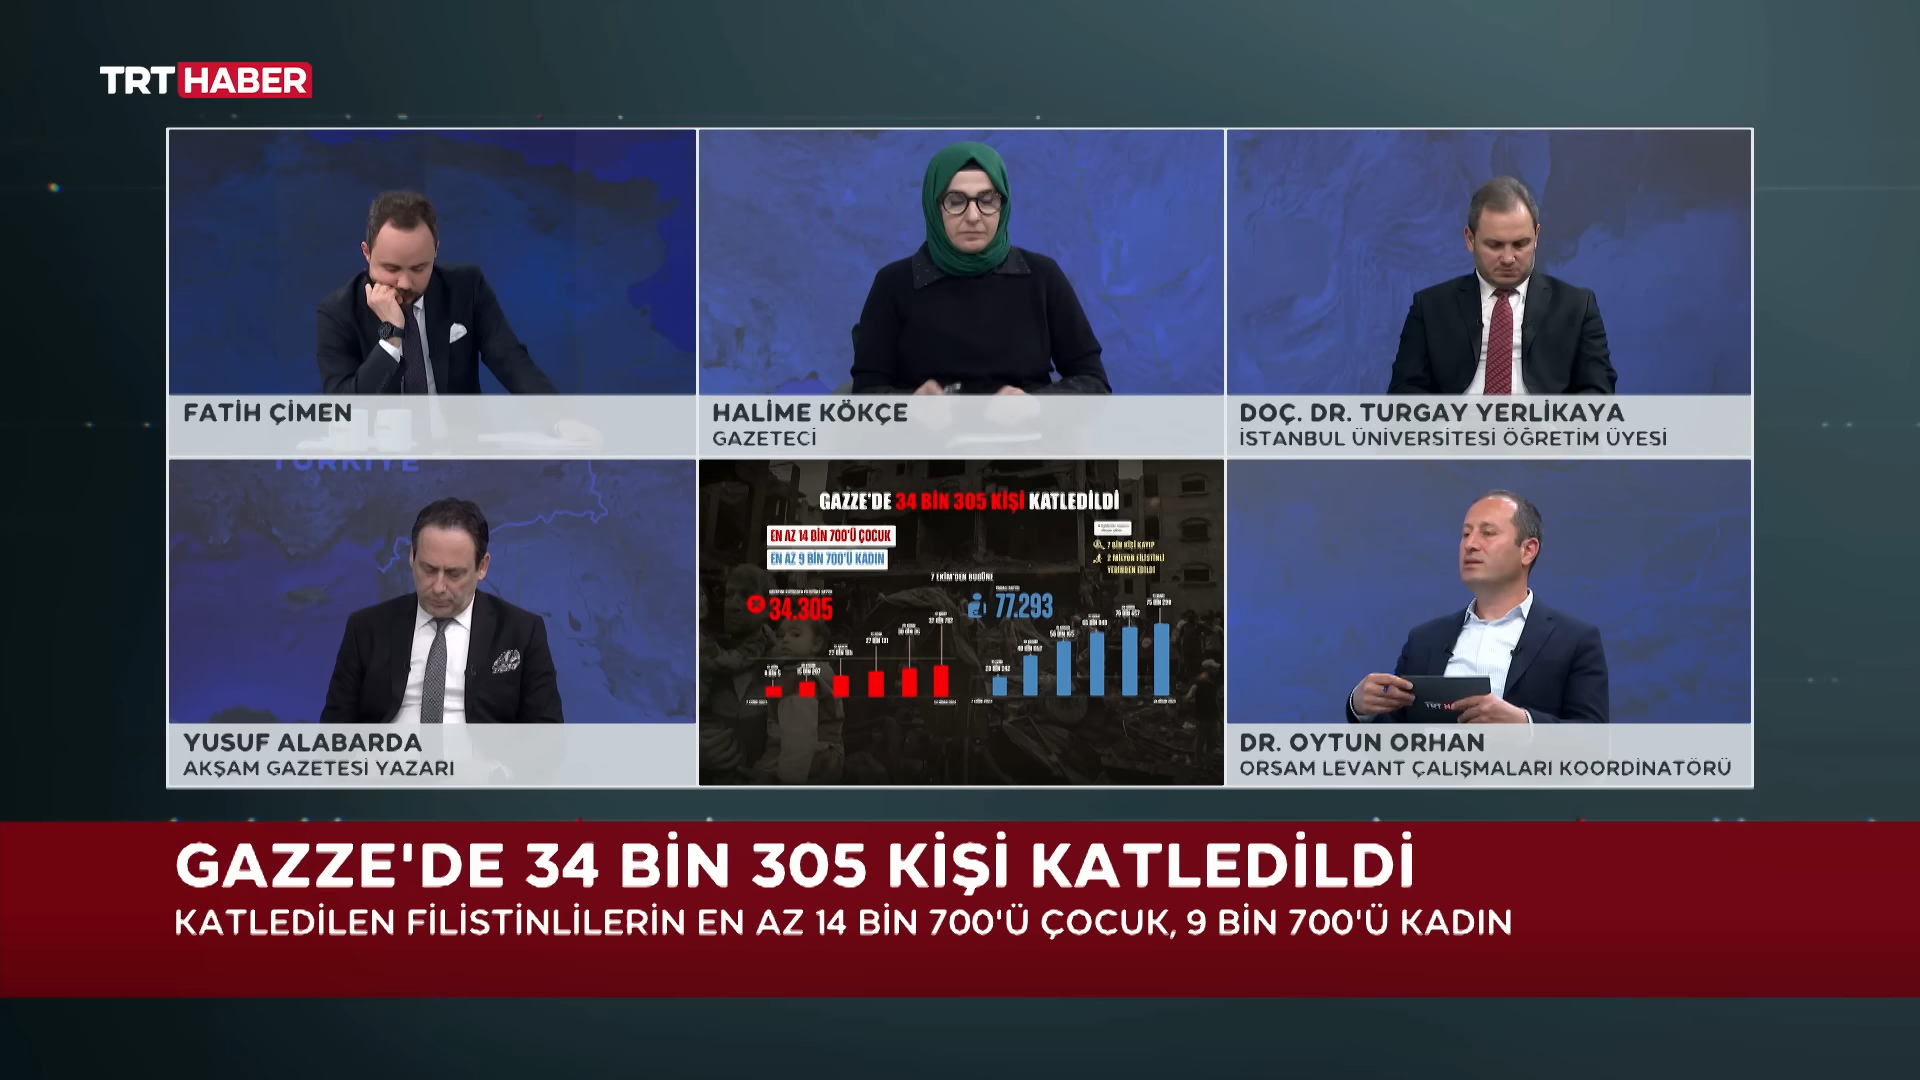 TRT HABER
FATİH ÇİMEN
HALİME KÖKÇE
GAZETECİ
DOÇ. DR. TURGAY YERLİKAYA
İSTANBUL ÜNİVERSİTESİ ÖĞRETİM ÜYESİ
TÜRKİYE
YUSUF ALABARDA
AKŞAM GAZETESİ YAZARI
GAZZE'DE 34 BİN 305 KİŞİ KATLEDİLDİ
EN AZ 14 BİN 700'Ü ÇOCUK
EN AZ 9 BİN 700'Ü KADIN
7 BİN KİŞİ KAYIP
2 MİLYON FİLİSTİNLİ
YERİNDEN EDİLDİ
7 EKİM'DEN BUGÜNE
34.305
77.293
TRT HA
DR. OYTUN ORHAN
ORSAM LEVANT ÇALIŞMALARI KOORDİNATÖRÜ
GAZZE'DE 34 BİN 305 KİŞİ KATLEDİLDİ
KATLEDİLEN FİLİSTİNLİLERİN EN AZ 14 BİN 700'Ü ÇOCUK, 9 BİN 700'Ü KADIN